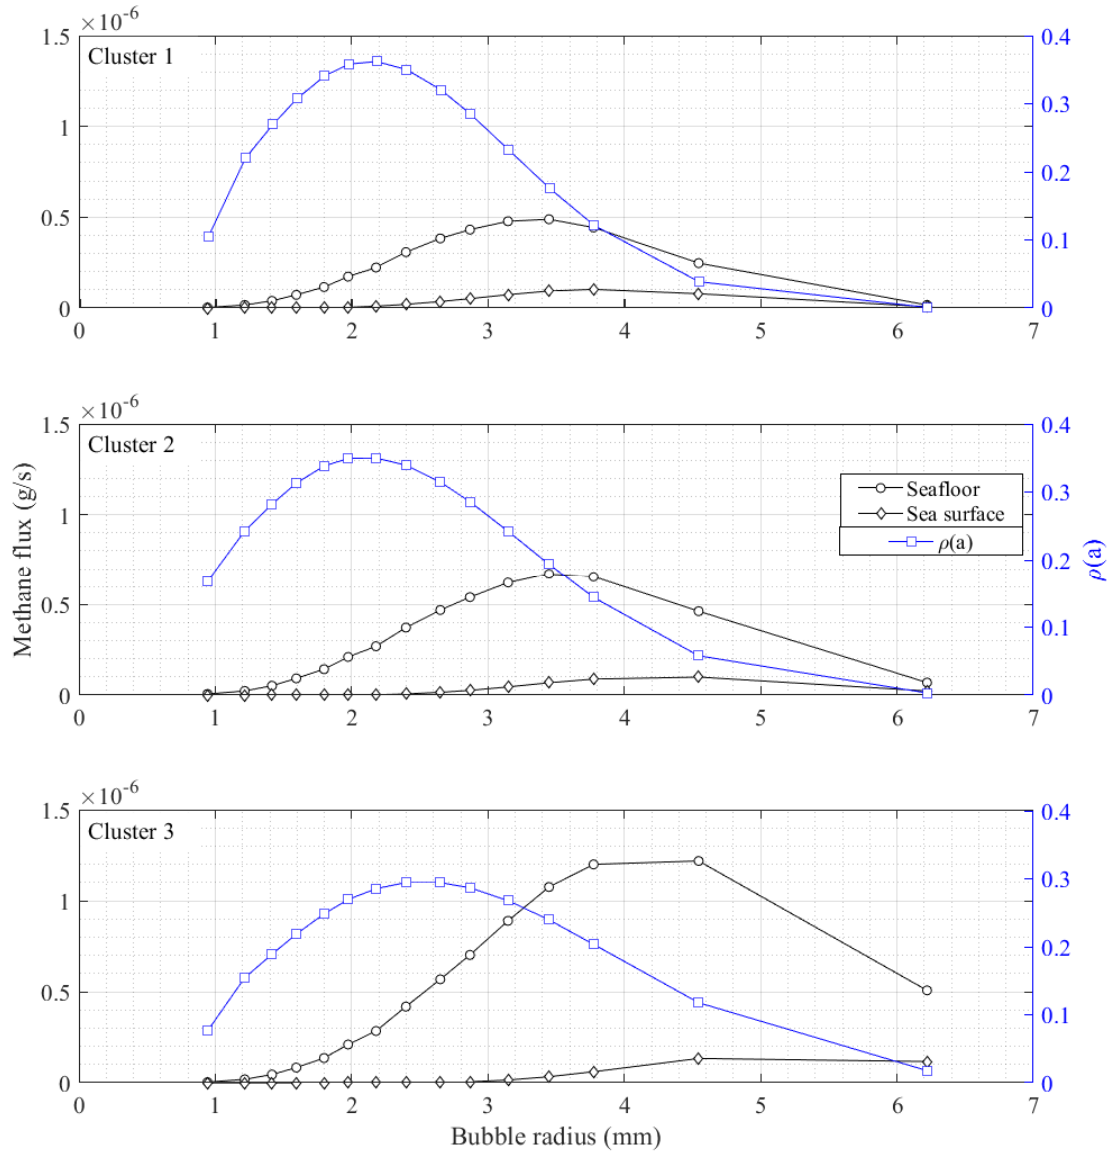 ×10⁻⁶
1.5
1
0.5
0
Cluster 1
0.4
0.3
0.2
0.1
0
0 1 2 3 4 5 6 7
×10⁻⁶
1.5
1
0.5
0
Cluster 2
Methane flux (g/s)
Seafloor
Sea surface
ρ(a)
0.4
0.3
0.2
0.1
0
ρ(a)
0 1 2 3 4 5 6 7
×10⁻⁶
1.5
1
0.5
0
Cluster 3
0.4
0.3
0.2
0.1
0
0 1 2 3 4 5 6 7
Bubble radius (mm)